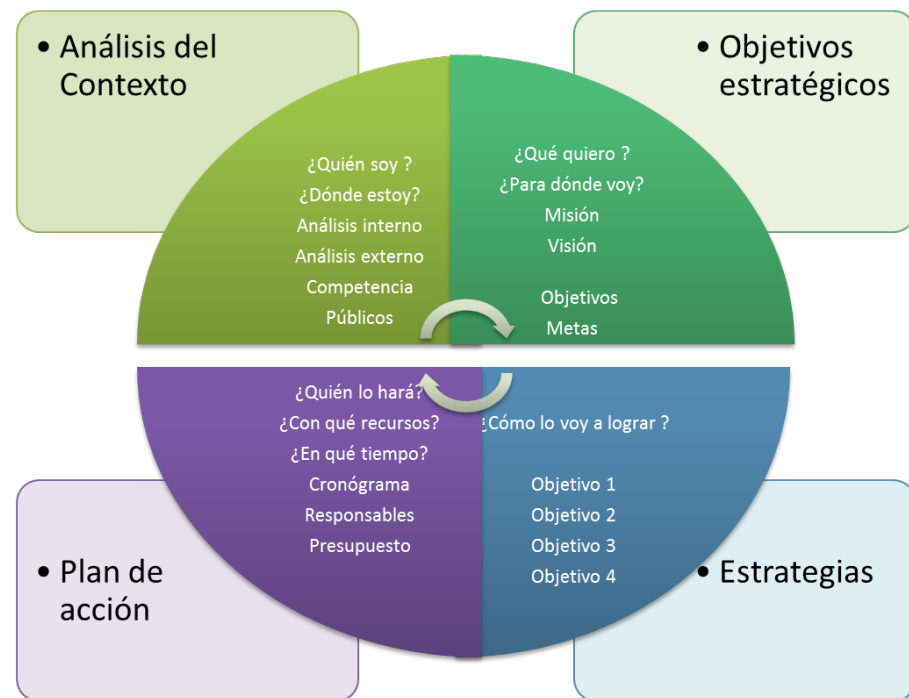 • Análisis del
Contexto
• Objetivos
estratégicos
¿Quién soy ?
¿Dónde estoy?
Análisis interno
Análisis externo
Competencia
Públicos
¿Qué quiero ?
¿Para dónde voy?
Misión
Visión
Objetivos
Metas
¿Quién lo hará?
¿Con qué recursos?
¿En qué tiempo?
Cronógrama
Responsables
Presupuesto
¿Cómo lo voy a lograr ?
Objetivo 1
Objetivo 2
Objetivo 3
Objetivo 4
• Plan de
acción
• Estrategias